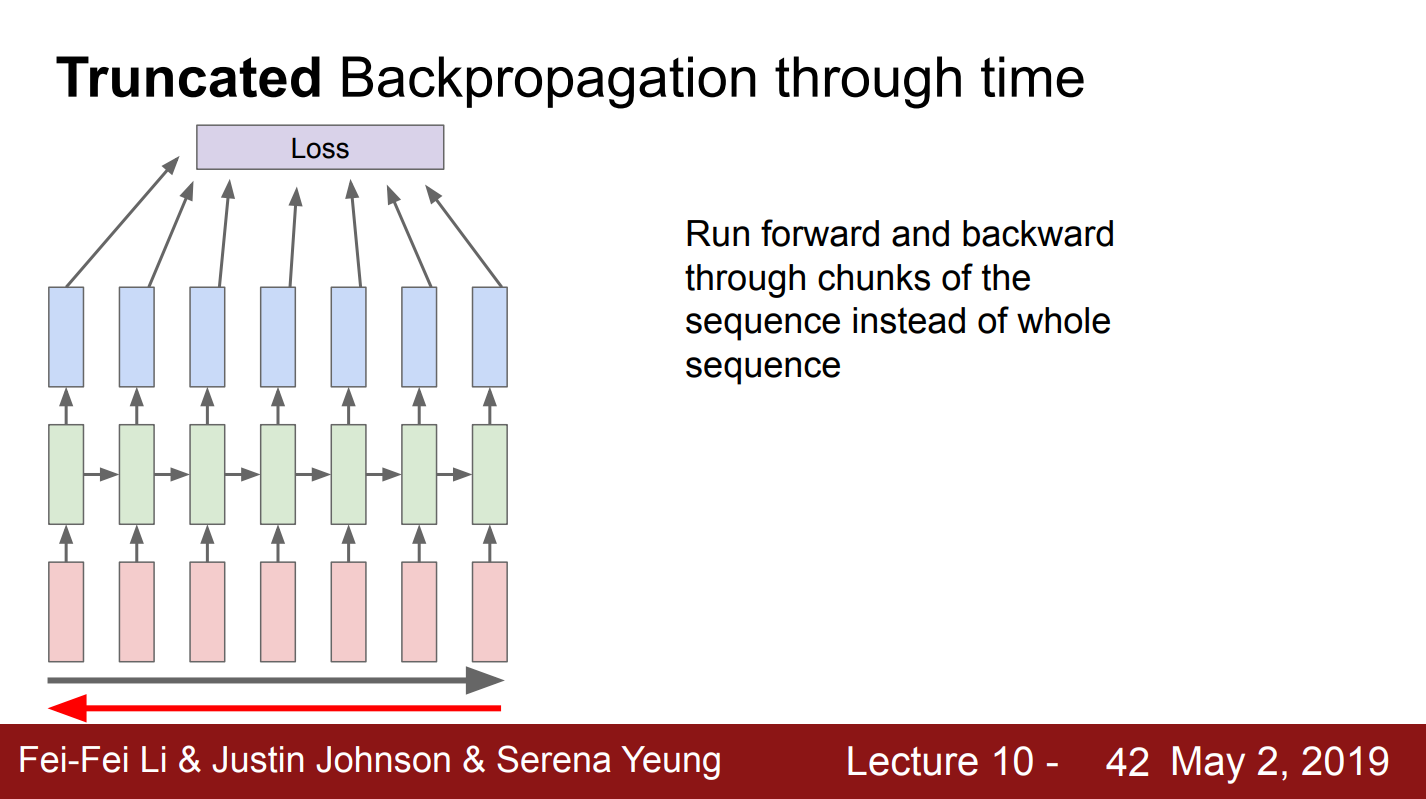 Truncated Backpropagation through time
Loss
Run forward and backward
through chunks of the
sequence instead of whole
sequence
Fei-Fei Li & Justin Johnson & Serena Yeung
Lecture 10 - 42 May 2, 2019